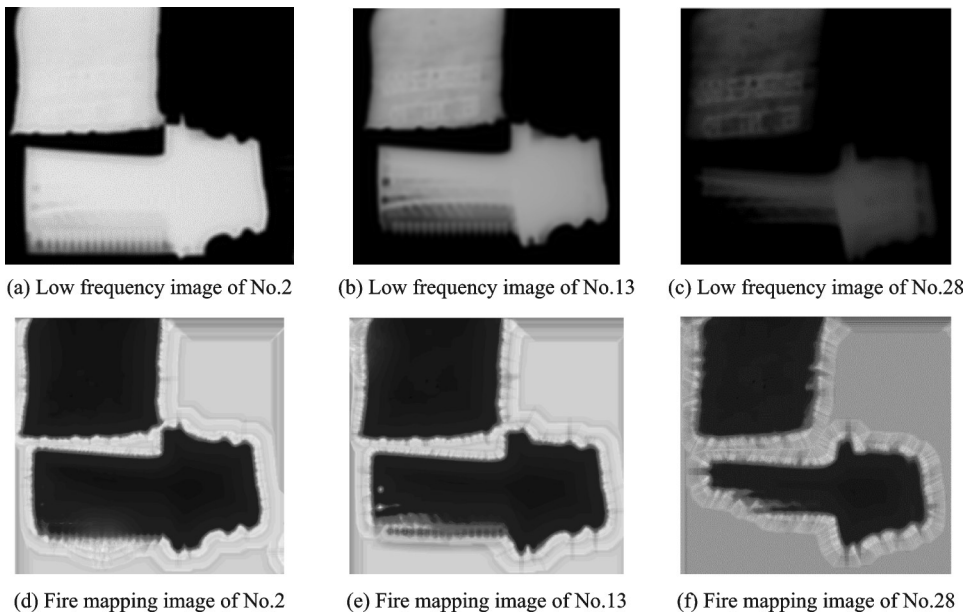 (a) Low frequency image of No.2
(b) Low frequency image of No.13
(c) Low frequency image of No.28
(d) Fire mapping image of No.2
(e) Fire mapping image of No.13
(f) Fire mapping image of No.28